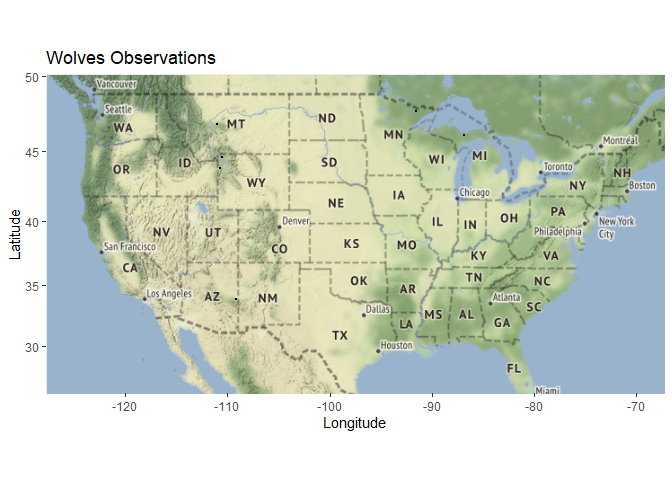 Wolves Observations
50
45
40
35
30
Latitude
Vancouver
Seattle
WA
MT
ND
MN
Montréal
OR
ID
SD
WI
MI
Toronto
NH
WY
IA
Chicago
NY
Boston
NE
PA
NV
UT
Denver
IL
IN
OH
Philadelphia
New York
City
San Francisco
CO
KS
MO
KY
VA
CA
OK
TN
NC
Los Angeles
AZ
NM
AR
Atlanta
SC
Dallas
MS
AL
GA
TX
LA
Houston
FL
Miami
-120
-110
-100
-90
-80
-70
Longitude